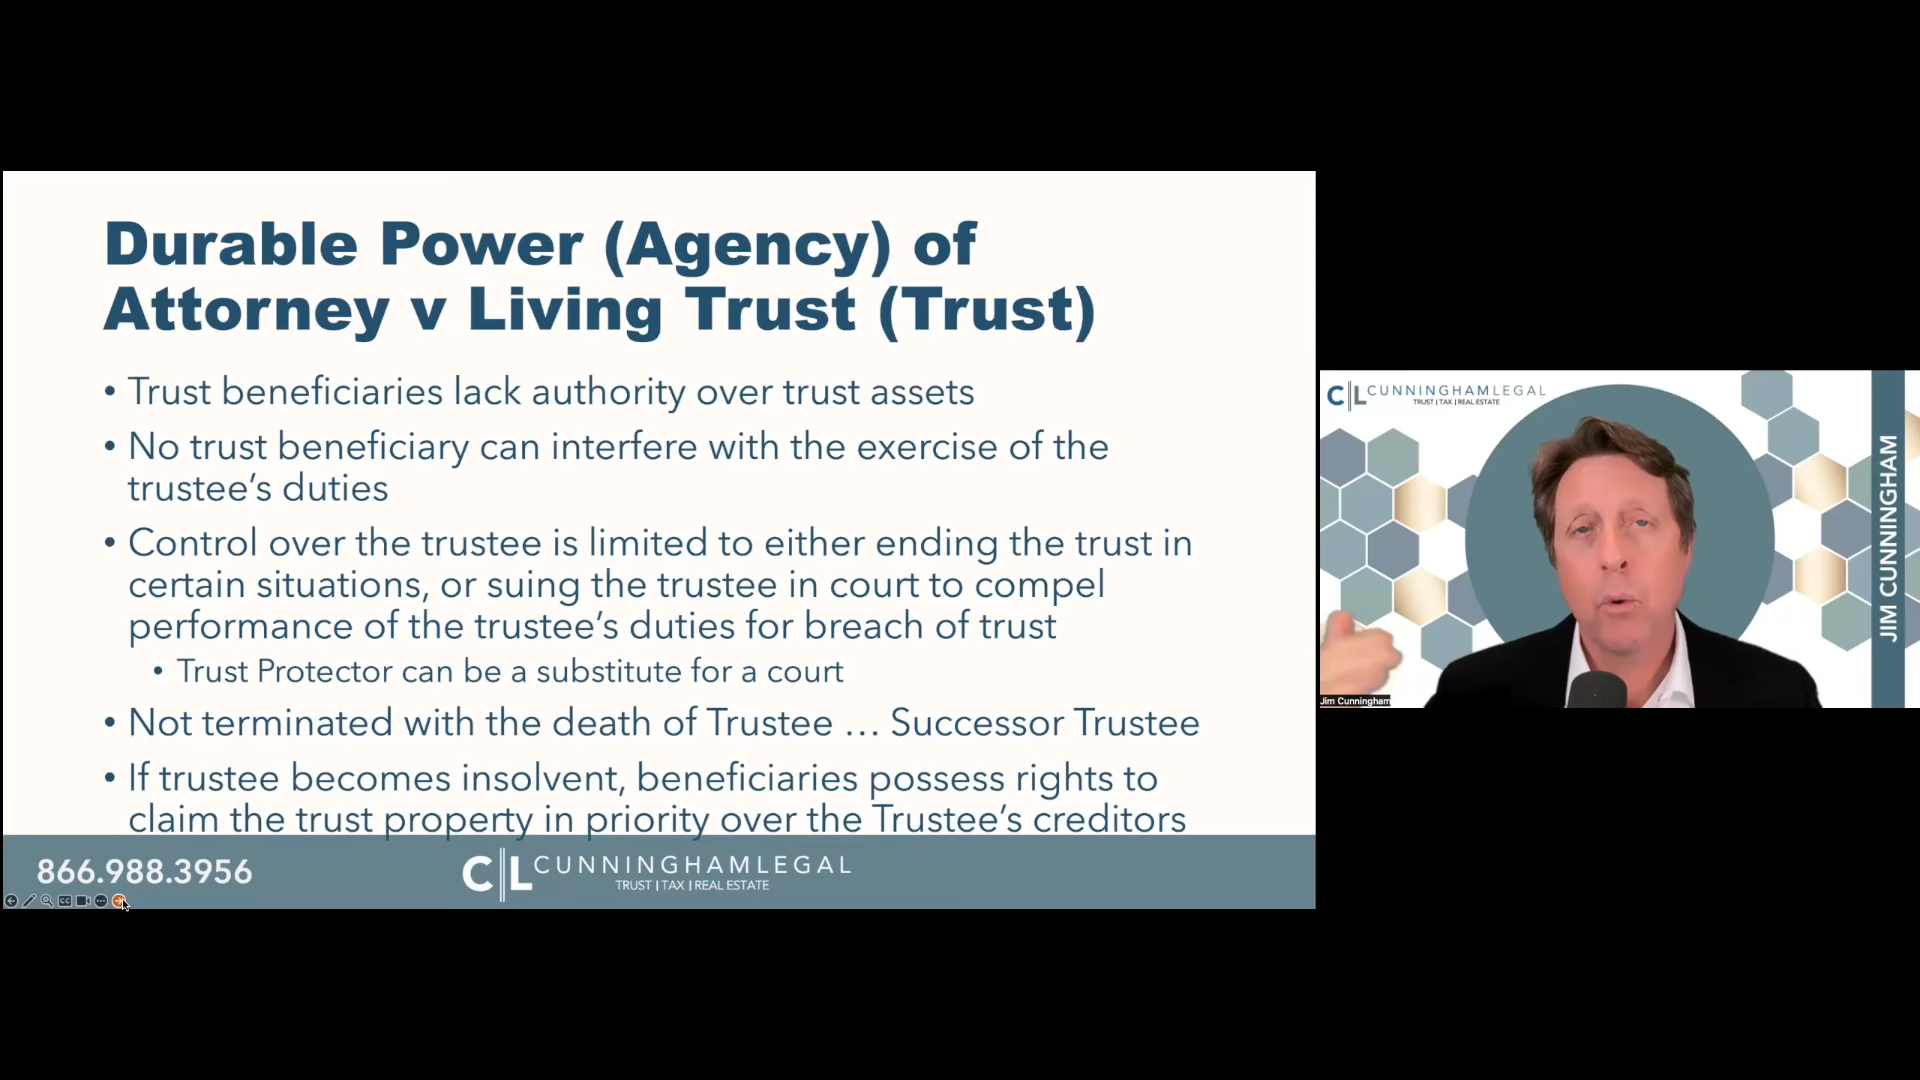 Durable Power (Agency) of
Attorney v Living Trust (Trust)
• Trust beneficiaries lack authority over trust assets
• No trust beneficiary can interfere with the exercise of the
trustee's duties
• Control over the trustee is limited to either ending the trust in
certain situations, or suing the trustee in court to compel
performance of the trustee's duties for breach of trust
• Trust Protector can be a substitute for a court
• Not terminated with the death of Trustee … Successor Trustee
• If trustee becomes insolvent, beneficiaries possess rights to
claim the trust property in priority over the Trustee's creditors
866.988.3956
CL CUNNINGHAMLEGAL
TRUST | TAX | REAL ESTATE
CC
CL CUNNINGHAMLEGAL
TRUST | TAX | REAL ESTATE
JIM CUNNINGHAM
Jim Cunningham